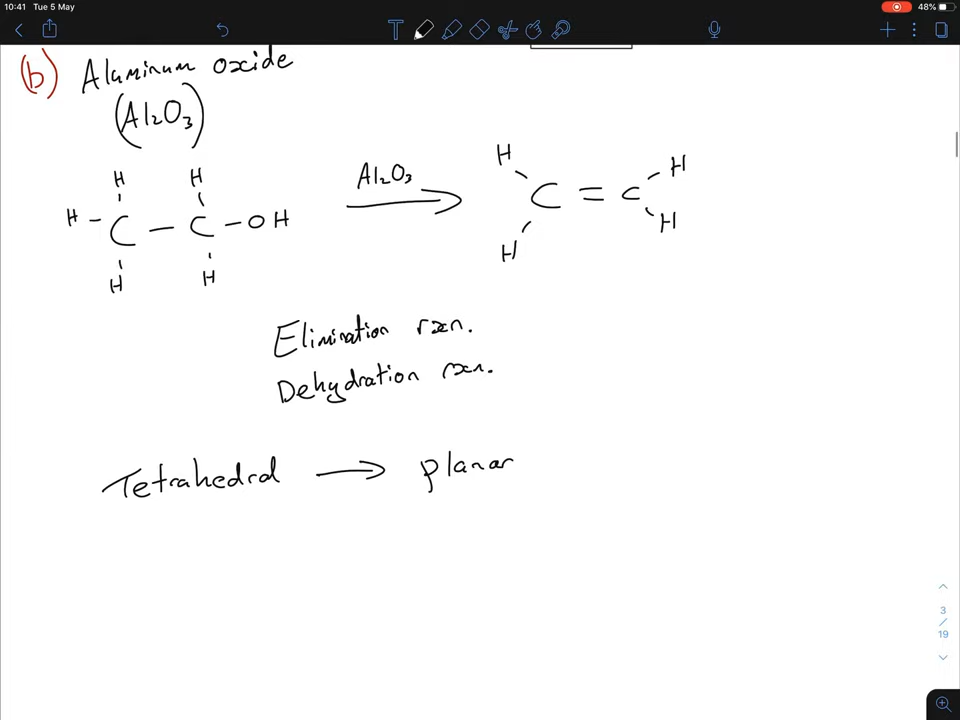 10:41 Tue 5 May
48%
T
(b) Aluminum oxide
(Al₂O₃)
H H
H - C - C - OH
H H
Al₂O₃
H H
C = C
H H
Elimination rxn.
Dehydration rxn.
Tetrahedral → planar
3
/
19